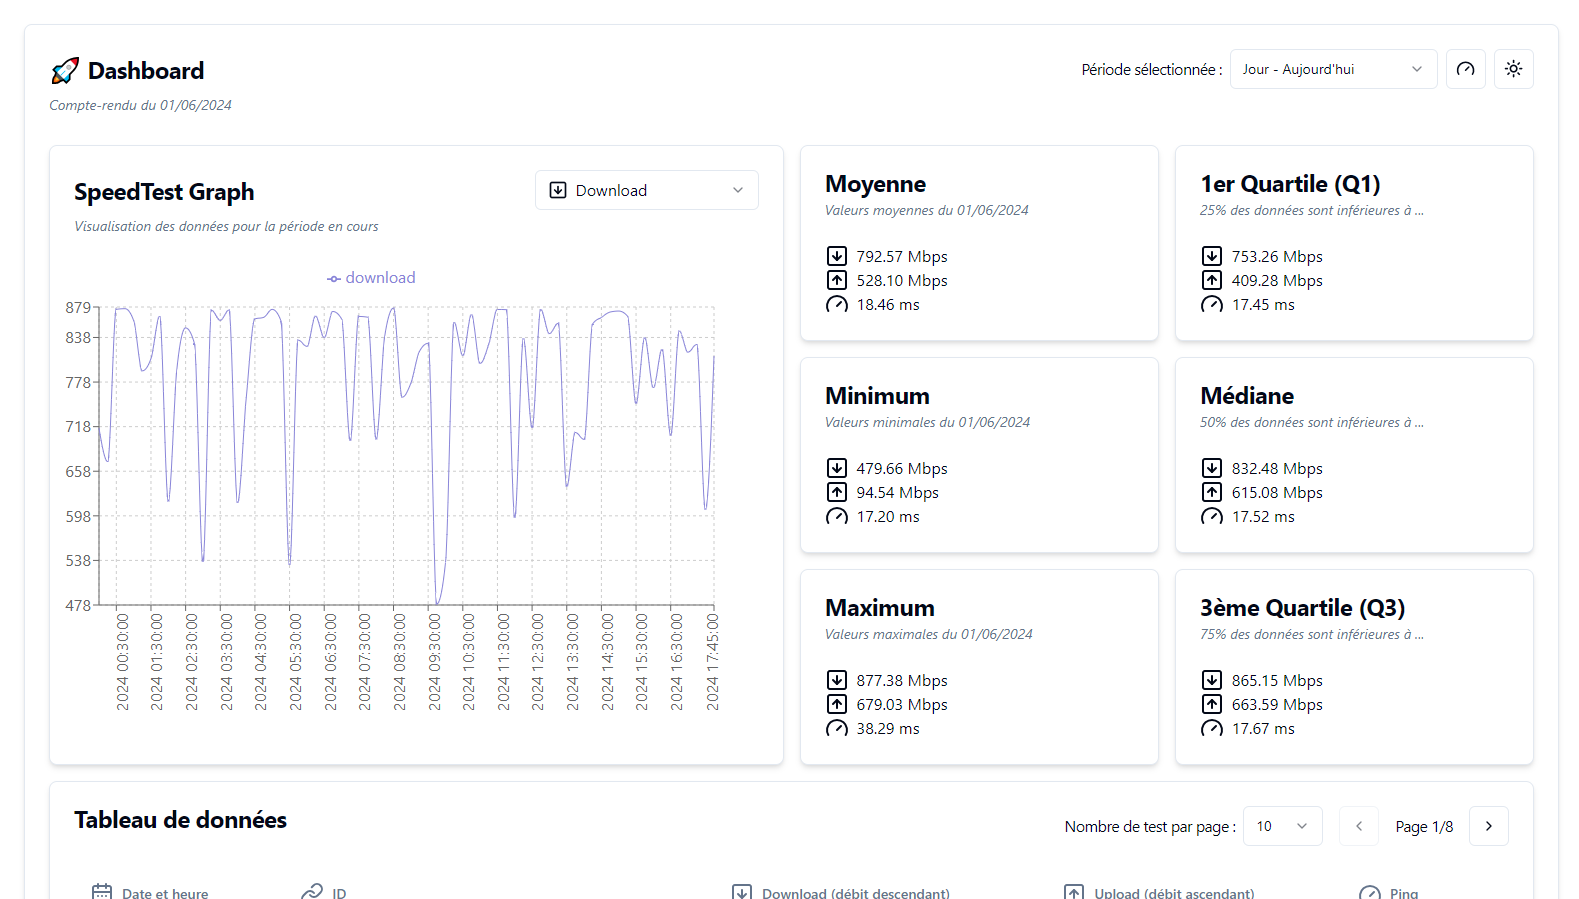 🚀 Dashboard
Compte-rendu du 01/06/2024
Période sélectionnée :
Jour - Aujourd'hui
SpeedTest Graph
Visualisation des données pour la période en cours
Download
download
879
838
778
718
658
598
538
478
2024 00:30:00
2024 01:30:00
2024 02:30:00
2024 03:30:00
2024 04:30:00
2024 05:30:00
2024 06:30:00
2024 07:30:00
2024 08:30:00
2024 09:30:00
2024 10:30:00
2024 11:30:00
2024 12:30:00
2024 13:30:00
2024 14:30:00
2024 15:30:00
2024 16:30:00
2024 17:45:00
Moyenne
Valeurs moyennes du 01/06/2024
792.57 Mbps
528.10 Mbps
18.46 ms
1er Quartile (Q1)
25% des données sont inférieures à ...
753.26 Mbps
409.28 Mbps
17.45 ms
Minimum
Valeurs minimales du 01/06/2024
479.66 Mbps
94.54 Mbps
17.20 ms
Médiane
50% des données sont inférieures à ...
832.48 Mbps
615.08 Mbps
17.52 ms
Maximum
Valeurs maximales du 01/06/2024
877.38 Mbps
679.03 Mbps
38.29 ms
3ème Quartile (Q3)
75% des données sont inférieures à ...
865.15 Mbps
663.59 Mbps
17.67 ms
Tableau de données
Nombre de test par page :
10
Page 1/8
Date et heure
ID
Download (débit descendant)
Upload (débit ascendant)
Ping